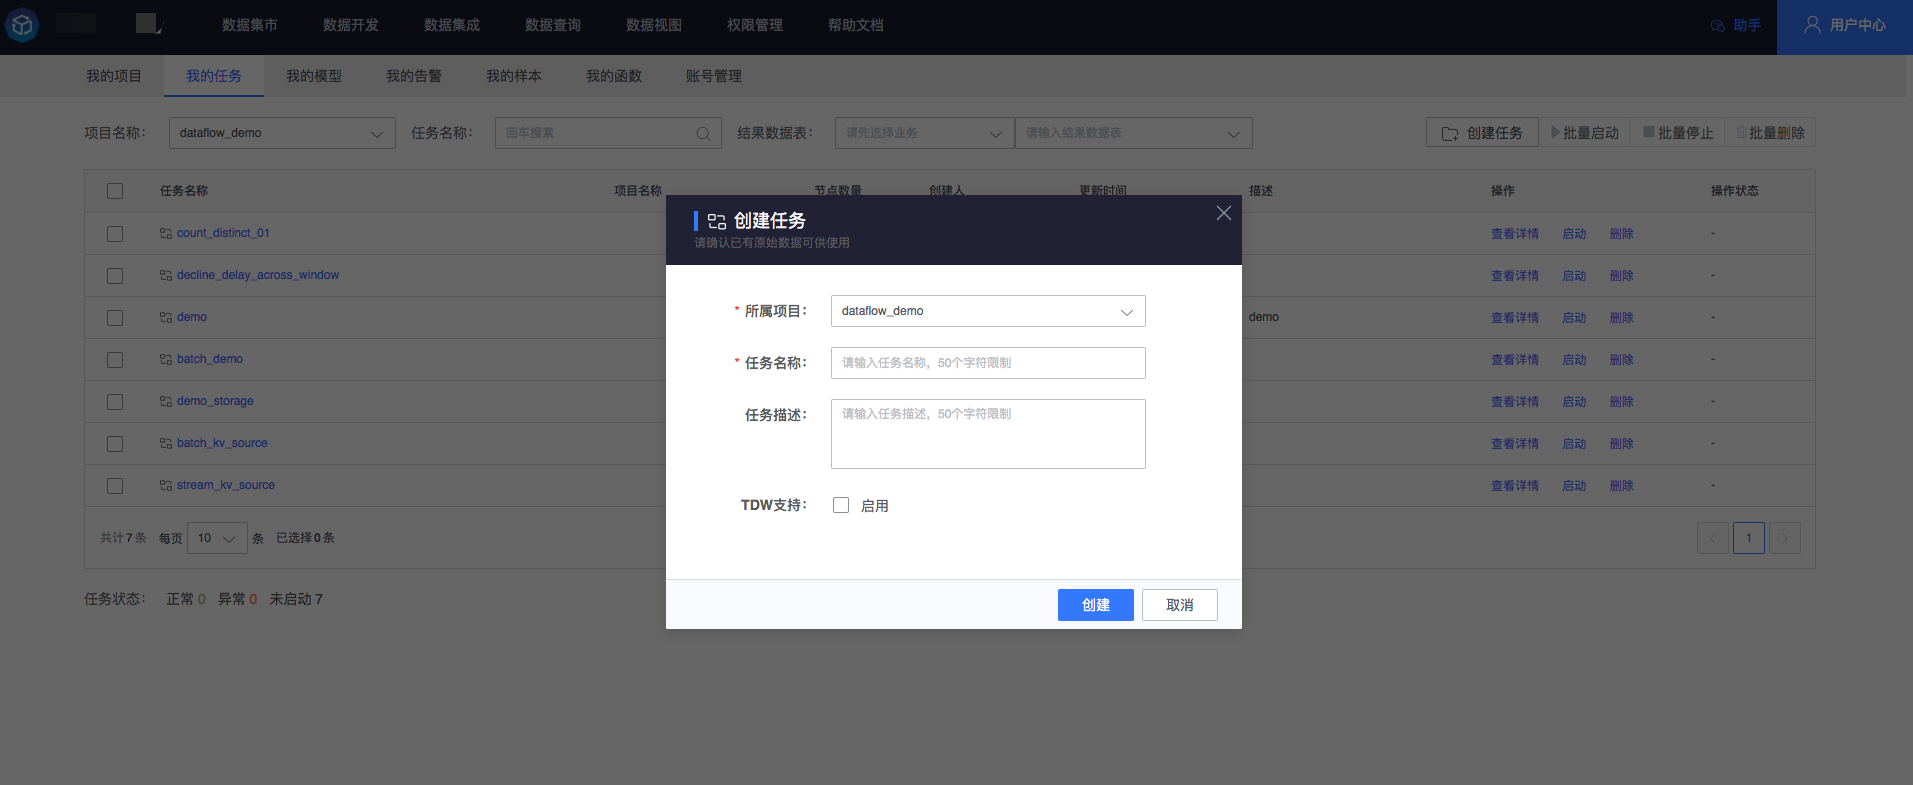 数据集市 数据开发 数据集成 数据查询 数据视图 权限管理 帮助文档 助手 用户中心
我的项目 我的任务 我的模型 我的告警 我的样本 我的函数 账号管理
项目名称： dataflow_demo 任务名称： 回车搜索 结果数据表： 请先选择业务 请输入结果数据表 创建任务 批量启动 批量停止 批量删除
任务名称 项目名称 节点数量 创建人 更新时间 描述 操作 操作状态
count_distinct_01 查看详情 启动 删除 -
decline_delay_across_window 查看详情 启动 删除 -
demo demo 查看详情 启动 删除 -
batch_demo 查看详情 启动 删除 -
demo_storage 查看详情 启动 删除 -
batch_kv_source 查看详情 启动 删除 -
stream_kv_source 查看详情 启动 删除 -
共计7条 每页 10 条 已选择0条 1
任务状态： 正常 0 异常 0 未启动 7
创建任务
请确认已有原始数据可供使用
* 所属项目： dataflow_demo
* 任务名称： 请输入任务名称，50个字符限制
任务描述： 请输入任务描述，50个字符限制
TDW支持： 启用
创建 取消